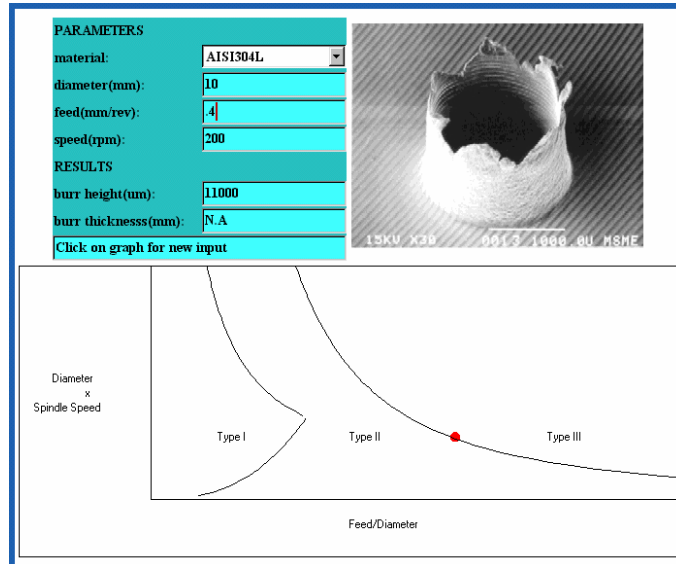 PARAMETERS
material: AISI304L
diameter(mm): 10
feed(mm/rev): .4
speed(rpm): 200
RESULTS
burr height(um): 11000
burr thicknesss(mm): N.A
Click on graph for new input
15KV X38 0013 1000.0U MSME
Diameter
x
Spindle Speed
Type I Type II Type III
Feed/Diameter